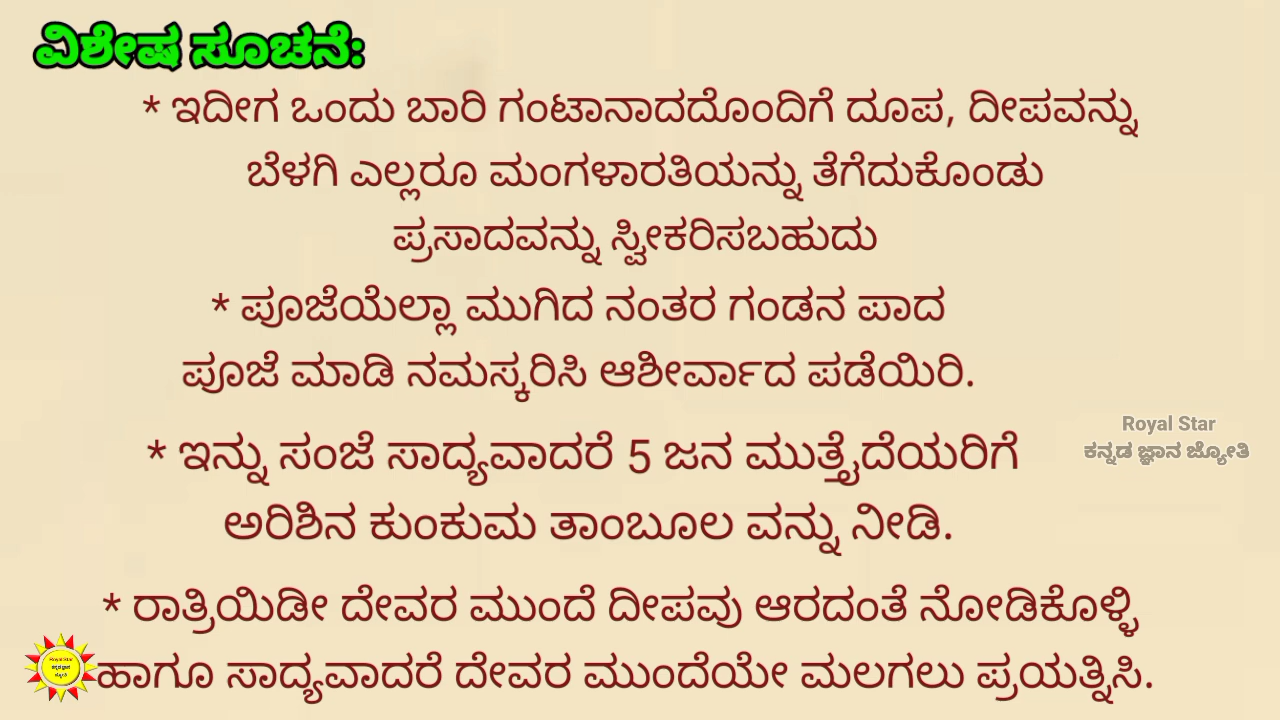 ವಿಶೇಷ ಸೂಚನೆ:
* ಇದೀಗ ಒಂದು ಬಾರಿ ಗಂಟಾನಾದದೊಂದಿಗೆ ದೂಪ, ದೀಪವನ್ನು
ಬೆಳಗಿ ಎಲ್ಲರೂ ಮಂಗಳಾರತಿಯನ್ನು ತೆಗೆದುಕೊಂಡು
ಪ್ರಸಾದವನ್ನು ಸ್ವೀಕರಿಸಬಹುದು
* ಪೂಜೆಯೆಲ್ಲಾ ಮುಗಿದ ನಂತರ ಗಂಡನ ಪಾದ
ಪೂಜೆ ಮಾಡಿ ನಮಸ್ಕರಿಸಿ ಆಶೀರ್ವಾದ ಪಡೆಯಿರಿ.
* ಇನ್ನು ಸಂಜೆ ಸಾದ್ಯವಾದರೆ 5 ಜನ ಮುತ್ತೈದೆಯರಿಗೆ
ಅರಿಶಿನ ಕುಂಕುಮ ತಾಂಬೂಲ ವನ್ನು ನೀಡಿ.
Royal Star
ಕನ್ನಡ ಜ್ಞಾನ ಜ್ಯೋತಿ
* ರಾತ್ರಿಯಿಡೀ ದೇವರ ಮುಂದೆ ದೀಪವು ಆರದಂತೆ ನೋಡಿಕೊಳ್ಳಿ
ಹಾಗೂ ಸಾದ್ಯವಾದರೆ ದೇವರ ಮುಂದೆಯೇ ಮಲಗಲು ಪ್ರಯತ್ನಿಸಿ.
Royal Star